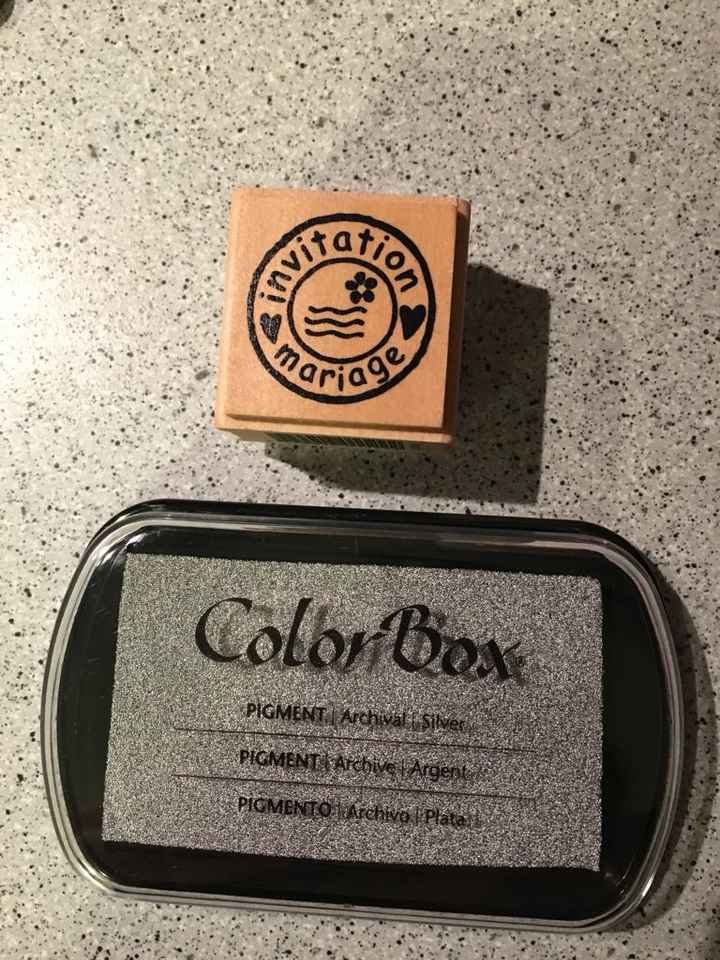 invitation
mariage
ColorBox
PIGMENT | Archival | Silver
PIGMENT | Archive | Argent
PIGMENTO | Archivo | Plata